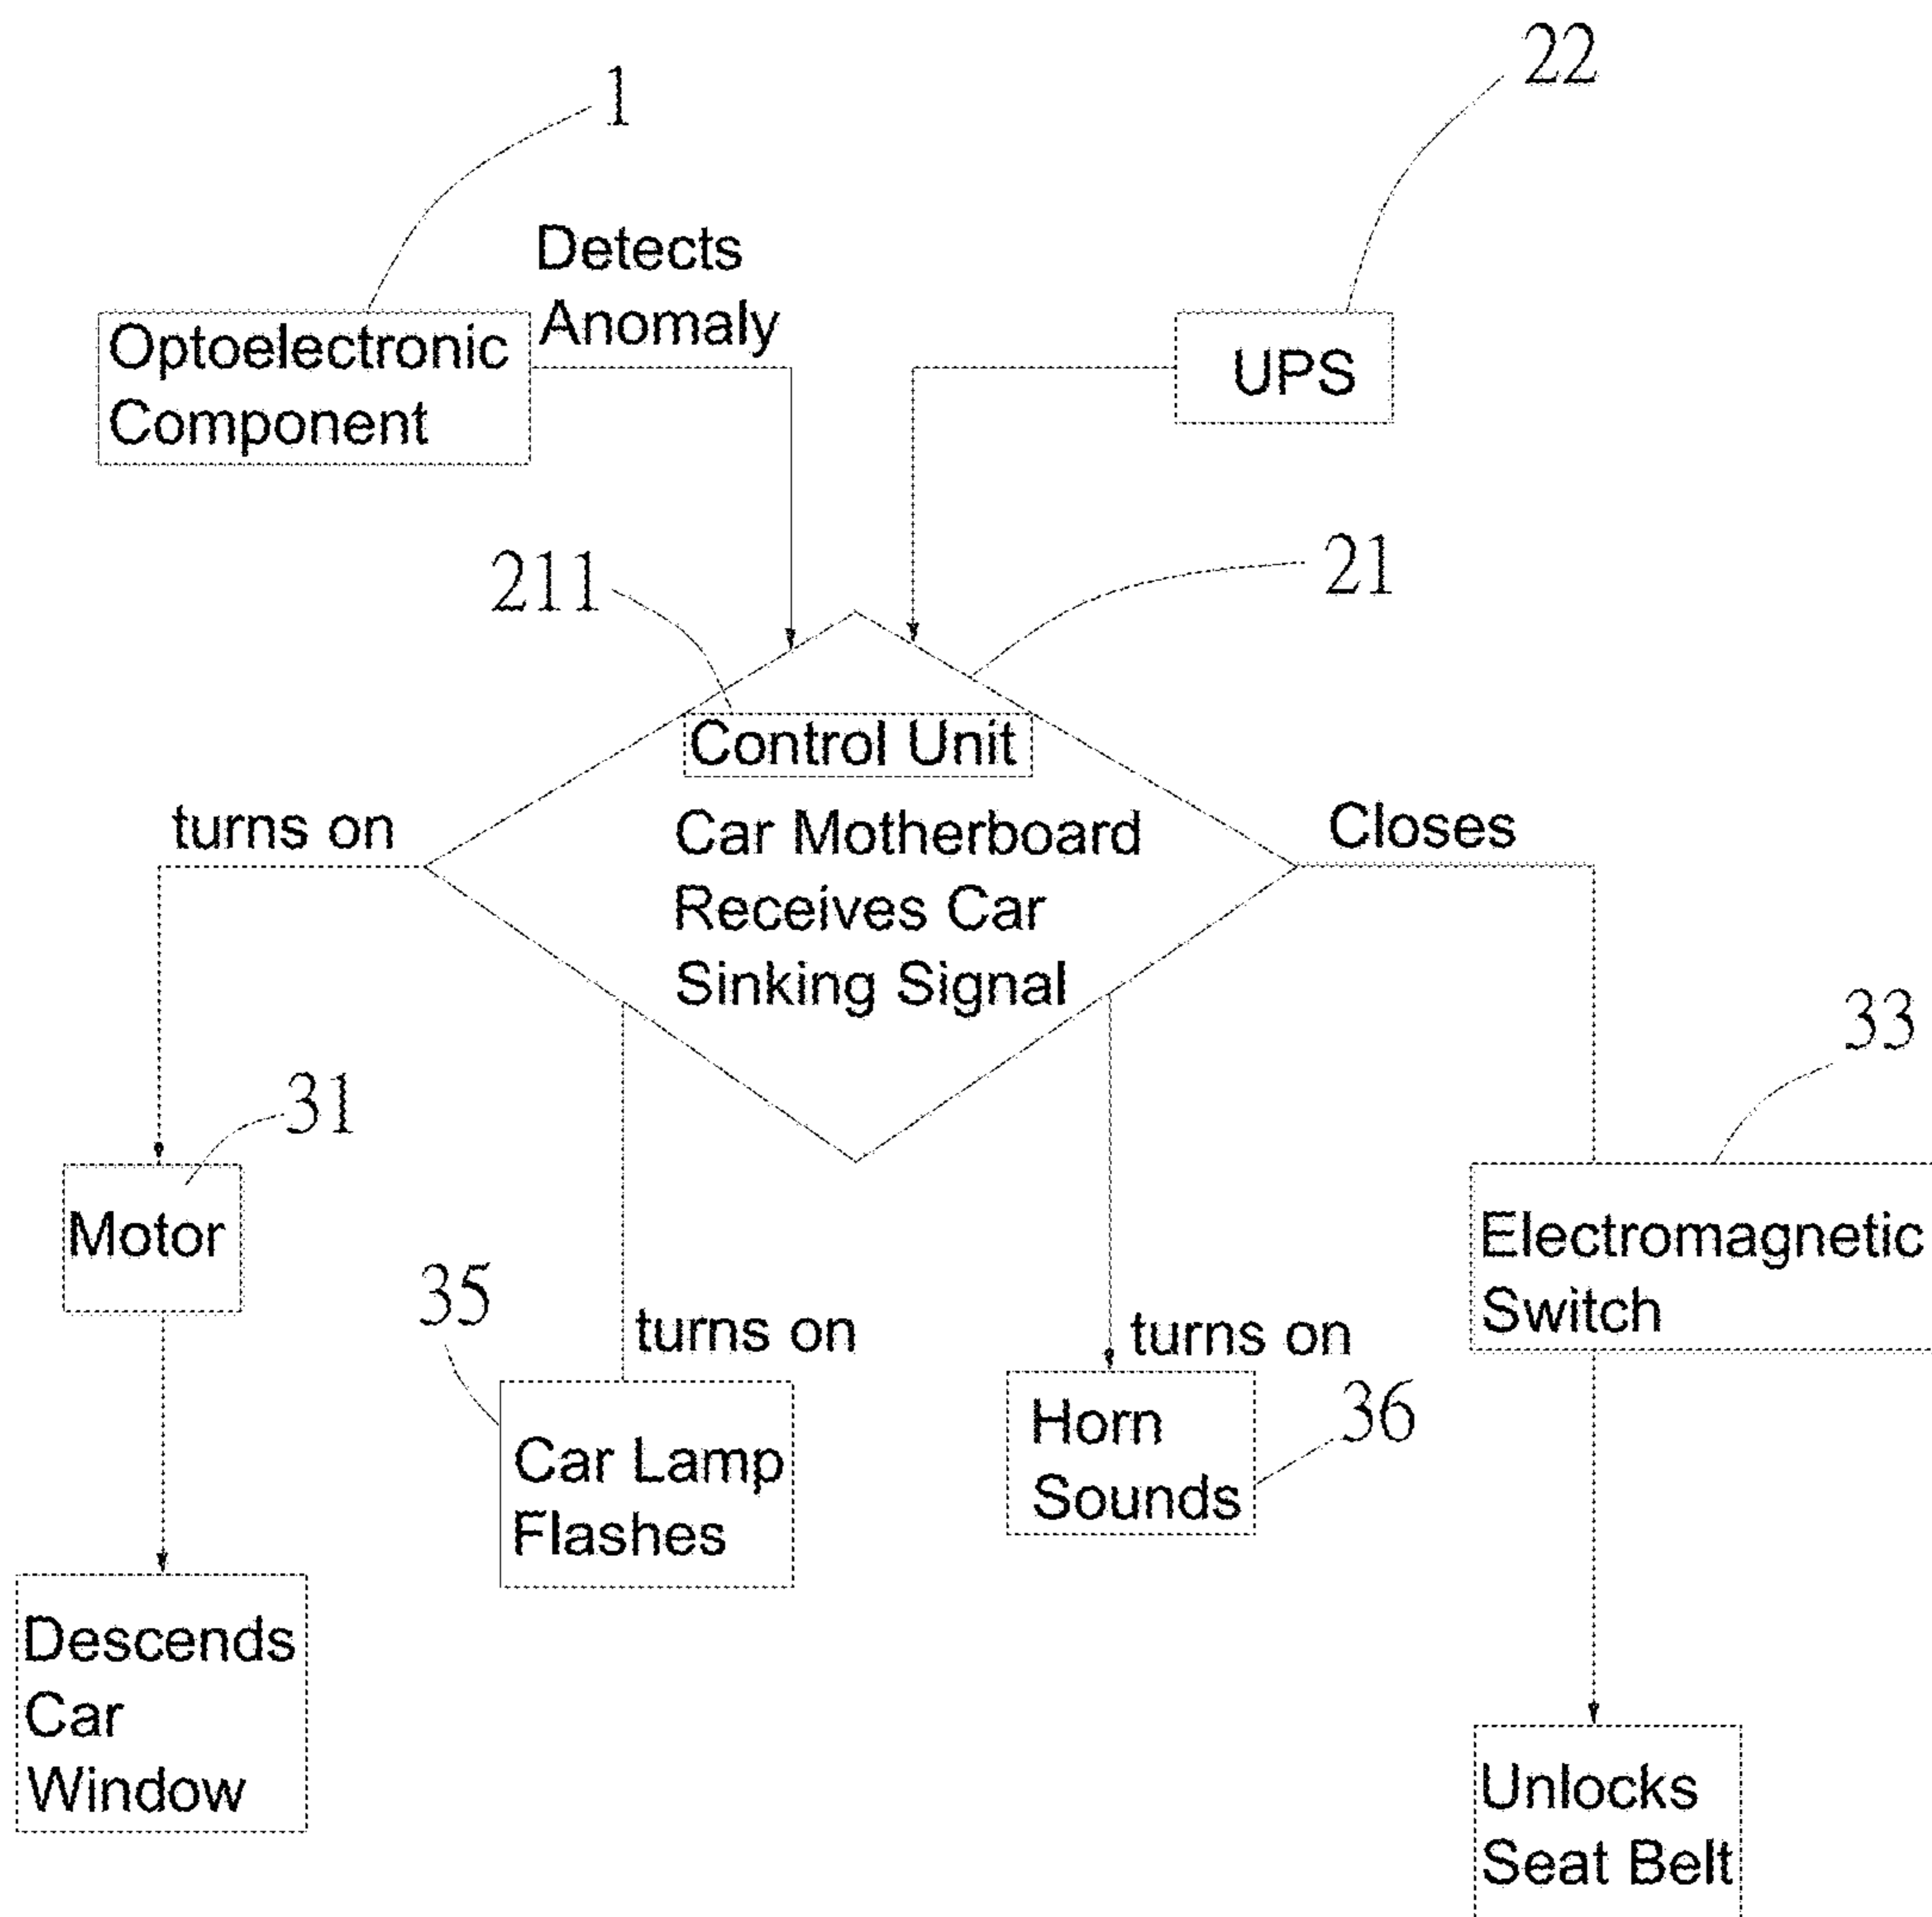 1
22
Detects
Anomaly
Optoelectronic
Component
UPS
211
21
Control Unit
Car Motherboard
Receives Car
Sinking Signal
turns on
Closes
31
33
Motor
35
turns on
turns on
Electromagnetic
Switch
Car Lamp
Flashes
Horn
Sounds
36
Descends
Car
Window
Unlocks
Seat Belt